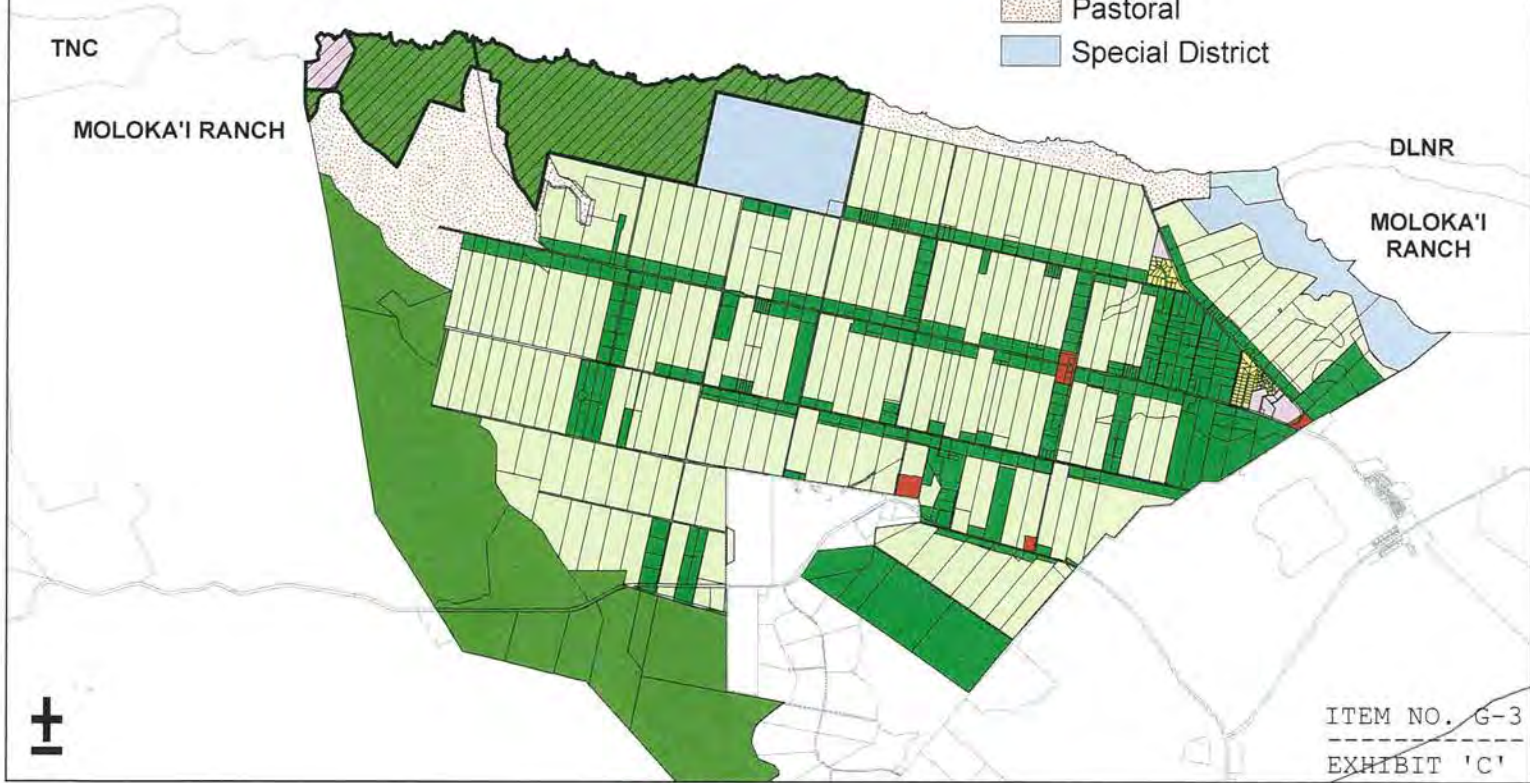 Pastoral
Special District
TNC
MOLOKA'I RANCH
DLNR
MOLOKA'I
RANCH
ITEM NO. G-3
EXHIBIT 'C'